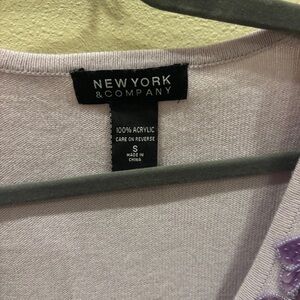 NEW YORK
& COMPANY
100% ACRYLIC
CARE ON REVERSE
S
MADE IN
CHINA